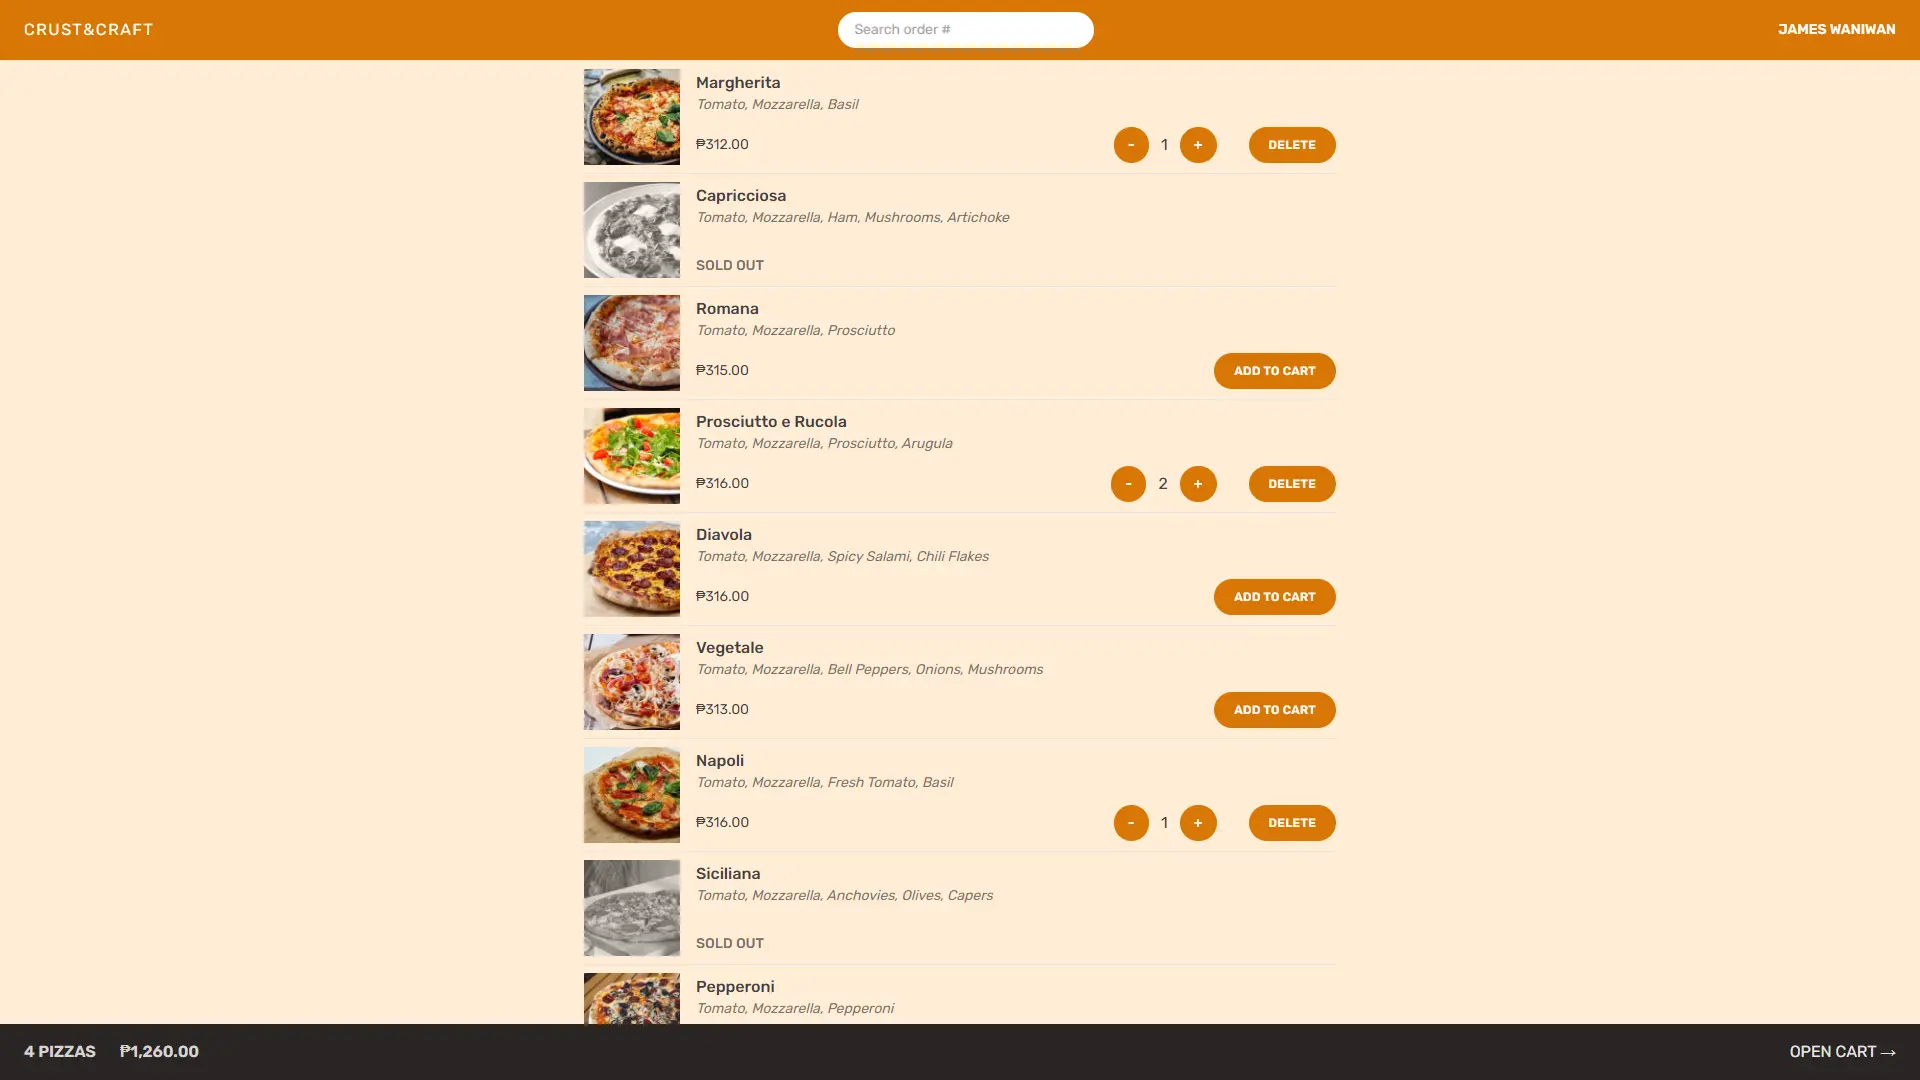 CRUST&CRAFT
Search order #
JAMES WANIWAN
Margherita
Tomato, Mozzarella, Basil
₱312.00
- 1 + DELETE
Capricciosa
Tomato, Mozzarella, Ham, Mushrooms, Artichoke
SOLD OUT
Romana
Tomato, Mozzarella, Prosciutto
₱315.00
ADD TO CART
Prosciutto e Rucola
Tomato, Mozzarella, Prosciutto, Arugula
₱316.00
- 2 + DELETE
Diavola
Tomato, Mozzarella, Spicy Salami, Chili Flakes
₱316.00
ADD TO CART
Vegetale
Tomato, Mozzarella, Bell Peppers, Onions, Mushrooms
₱313.00
ADD TO CART
Napoli
Tomato, Mozzarella, Fresh Tomato, Basil
₱316.00
- 1 + DELETE
Siciliana
Tomato, Mozzarella, Anchovies, Olives, Capers
SOLD OUT
Pepperoni
Tomato, Mozzarella, Pepperoni
4 PIZZAS ₱1,260.00
OPEN CART →